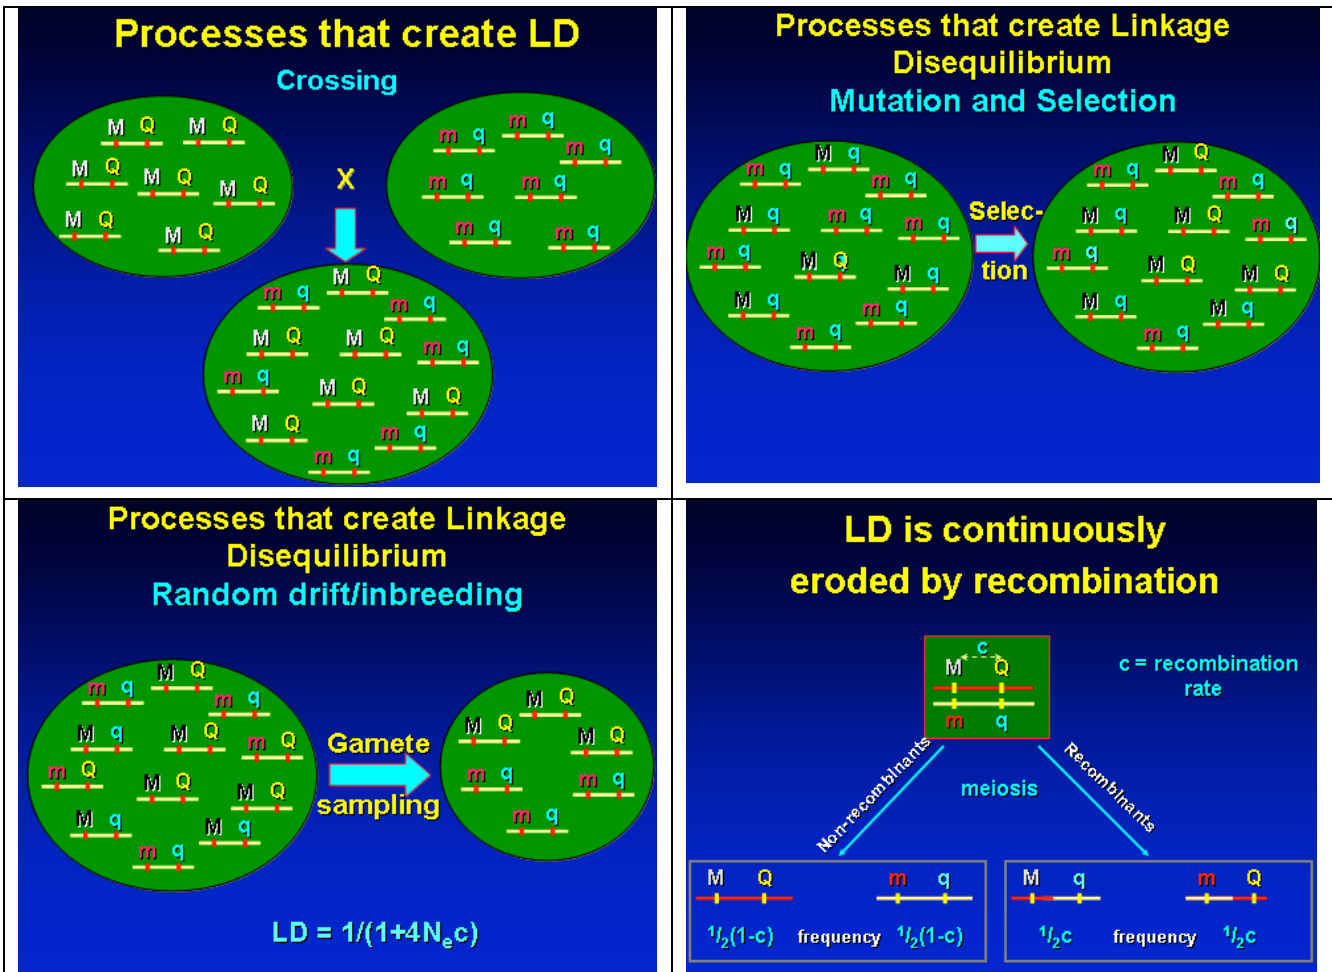 Processes that create LD
Crossing
M Q M Q
M Q
M Q
M Q
M Q
M Q
X
m q
m q
m q
m q
m q
m q
m q
M Q
m q
m q
M Q
M Q
m q
m q
M Q
M Q
M Q
m q
m q
Processes that create Linkage
Disequilibrium
Mutation and Selection
M q
m q
m q
M q
m q
m q
m q
M Q
M q
M q
m q
m q
Selec-
tion
M Q
m q
m q
M q
M Q
m q
m q
M Q
M Q
M q
M q
m q
Processes that create Linkage
Disequilibrium
Random drift/inbreeding
M Q
m q
m q
M q
M Q
m Q
m Q
M Q
M Q
M q
M q
m q
Gamete
sampling
M Q
M Q
M Q
m q
m q
m q
LD = 1/(1+4Nec)
LD is continuously
eroded by recombination
c
M Q
m q
c = recombination
rate
Non-recombinants
meiosis
Recombinants
M Q m q
1/2(1-c) frequency 1/2(1-c)
M q m Q
1/2c frequency 1/2c